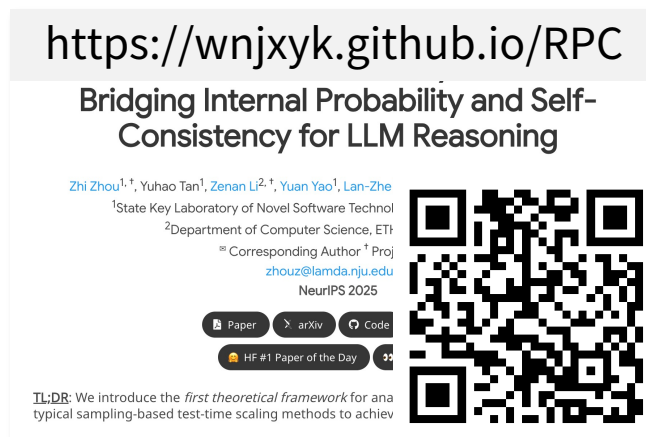 https://wnjxyk.github.io/RPC
Bridging Internal Probability and Self-
Consistency for LLM Reasoning
Zhi Zhou1, †, Yuhao Tan1, Zenan Li2, †, Yuan Yao1, Lan-Zhe
1State Key Laboratory of Novel Software Technol
2Department of Computer Science, ETH
✉ Corresponding Author † Proj
zhouz@lamda.nju.edu
NeurIPS 2025
Paper arXiv Code
🤗 HF #1 Paper of the Day 👀
TL;DR: We introduce the first theoretical framework for ana
typical sampling-based test-time scaling methods to achiev